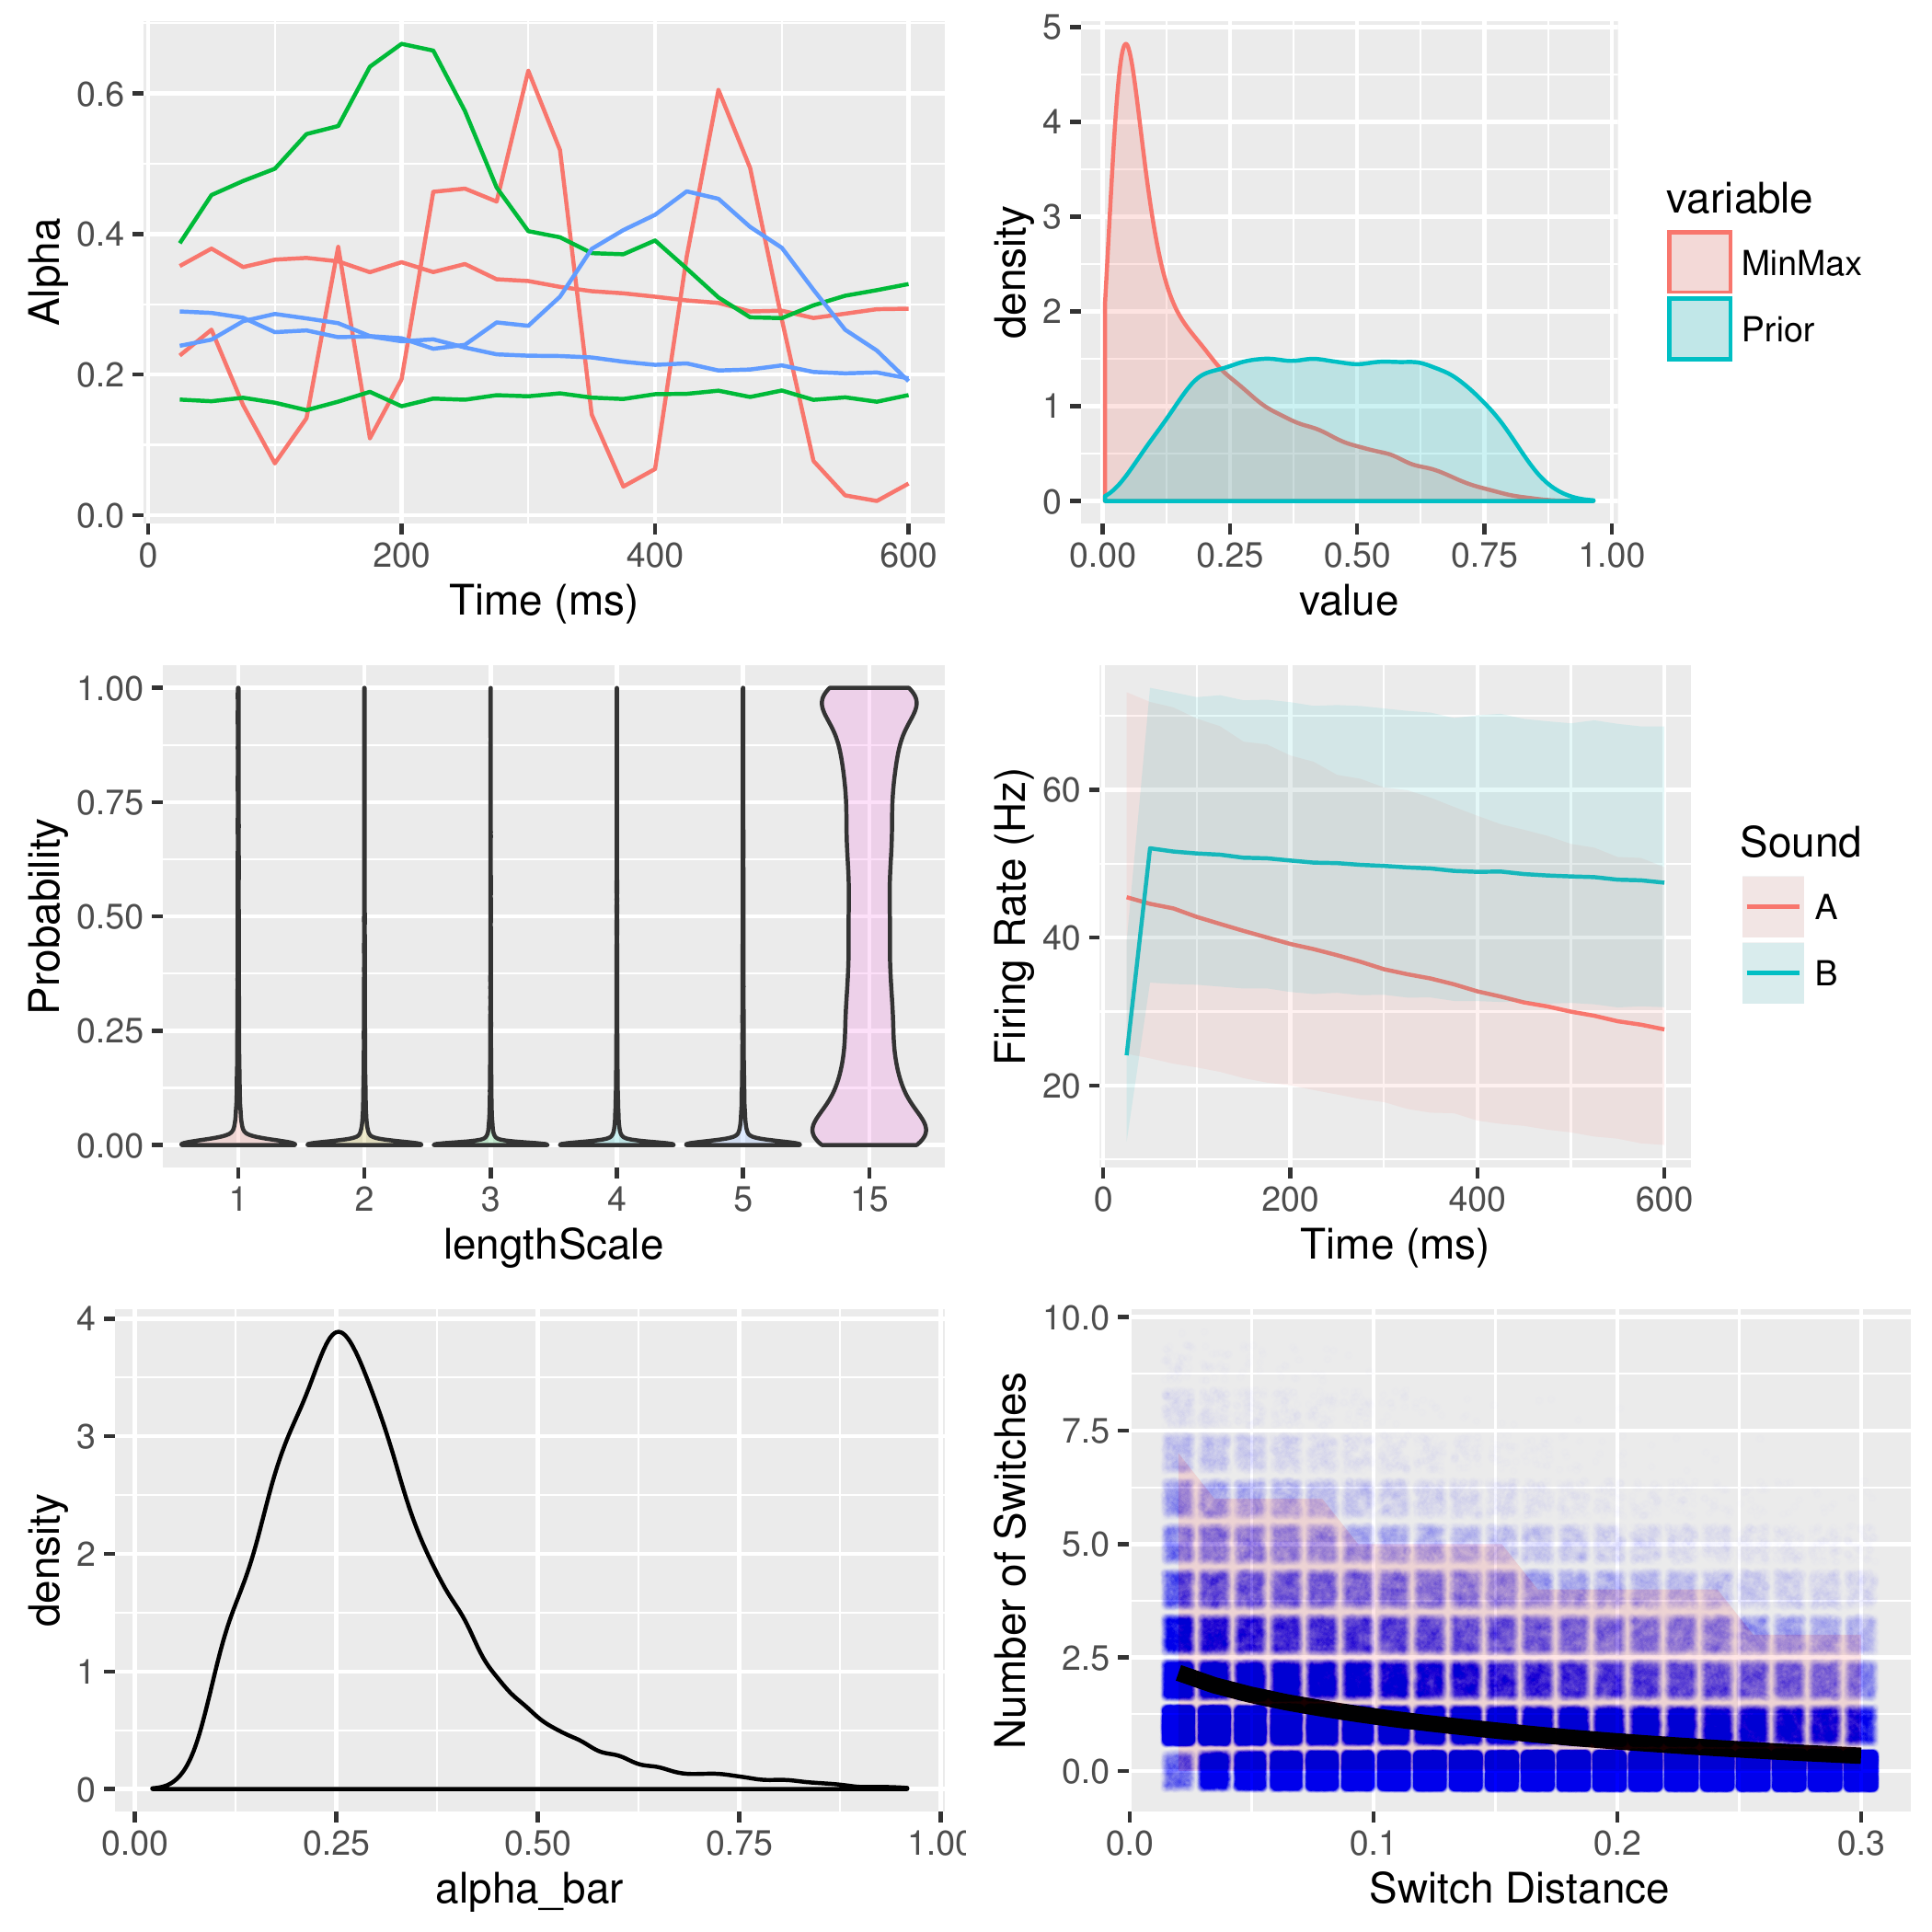 0.6
0.4
0.2
0.0
Alpha
0 200 400 600
Time (ms)
5
4
3
2
1
0
density
0.00 0.25 0.50 0.75 1.00
value
variable
MinMax
Prior
1.00
0.75
0.50
0.25
0.00
Probability
1 2 3 4 5 15
lengthScale
60
40
20
Firing Rate (Hz)
0 200 400 600
Time (ms)
Sound
A
B
4
3
2
1
0
density
0.00 0.25 0.50 0.75 1.00
alpha_bar
10.0
7.5
5.0
2.5
0.0
Number of Switches
0.0 0.1 0.2 0.3
Switch Distance